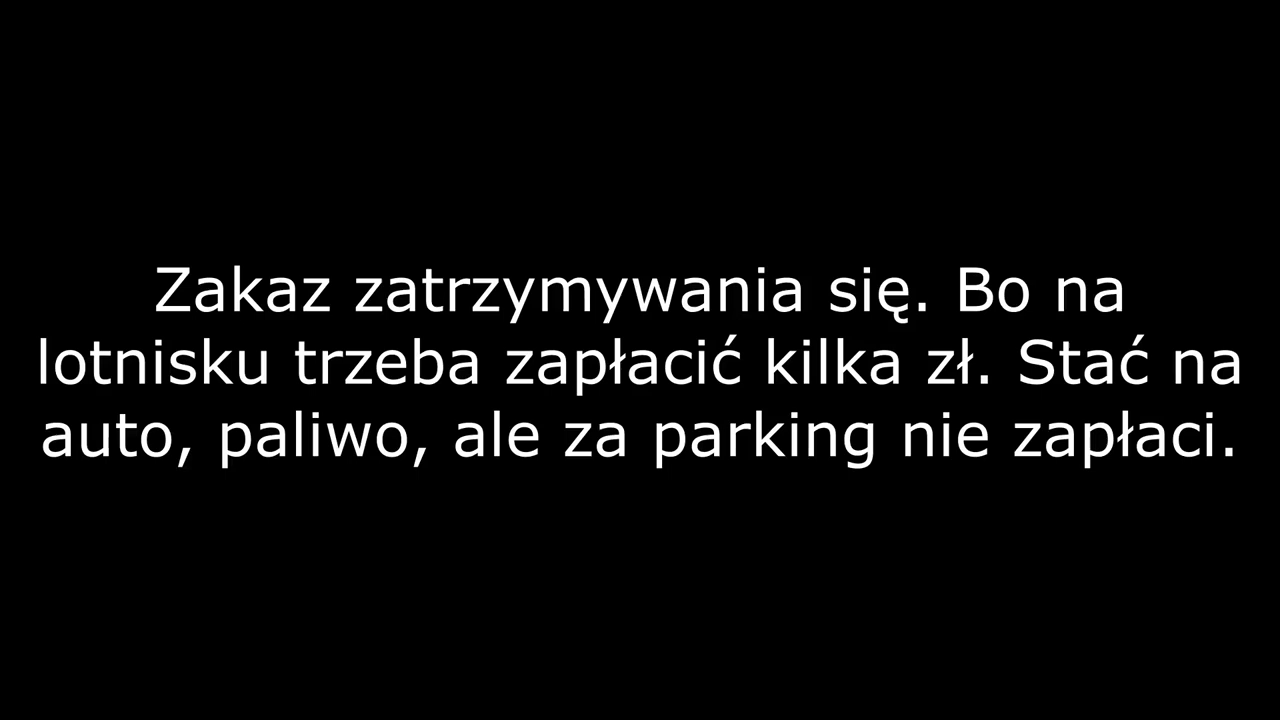 Zakaz zatrzymywania się. Bo na
lotnisku trzeba zapłacić kilka zł. Stać na
auto, paliwo, ale za parking nie zapłaci.